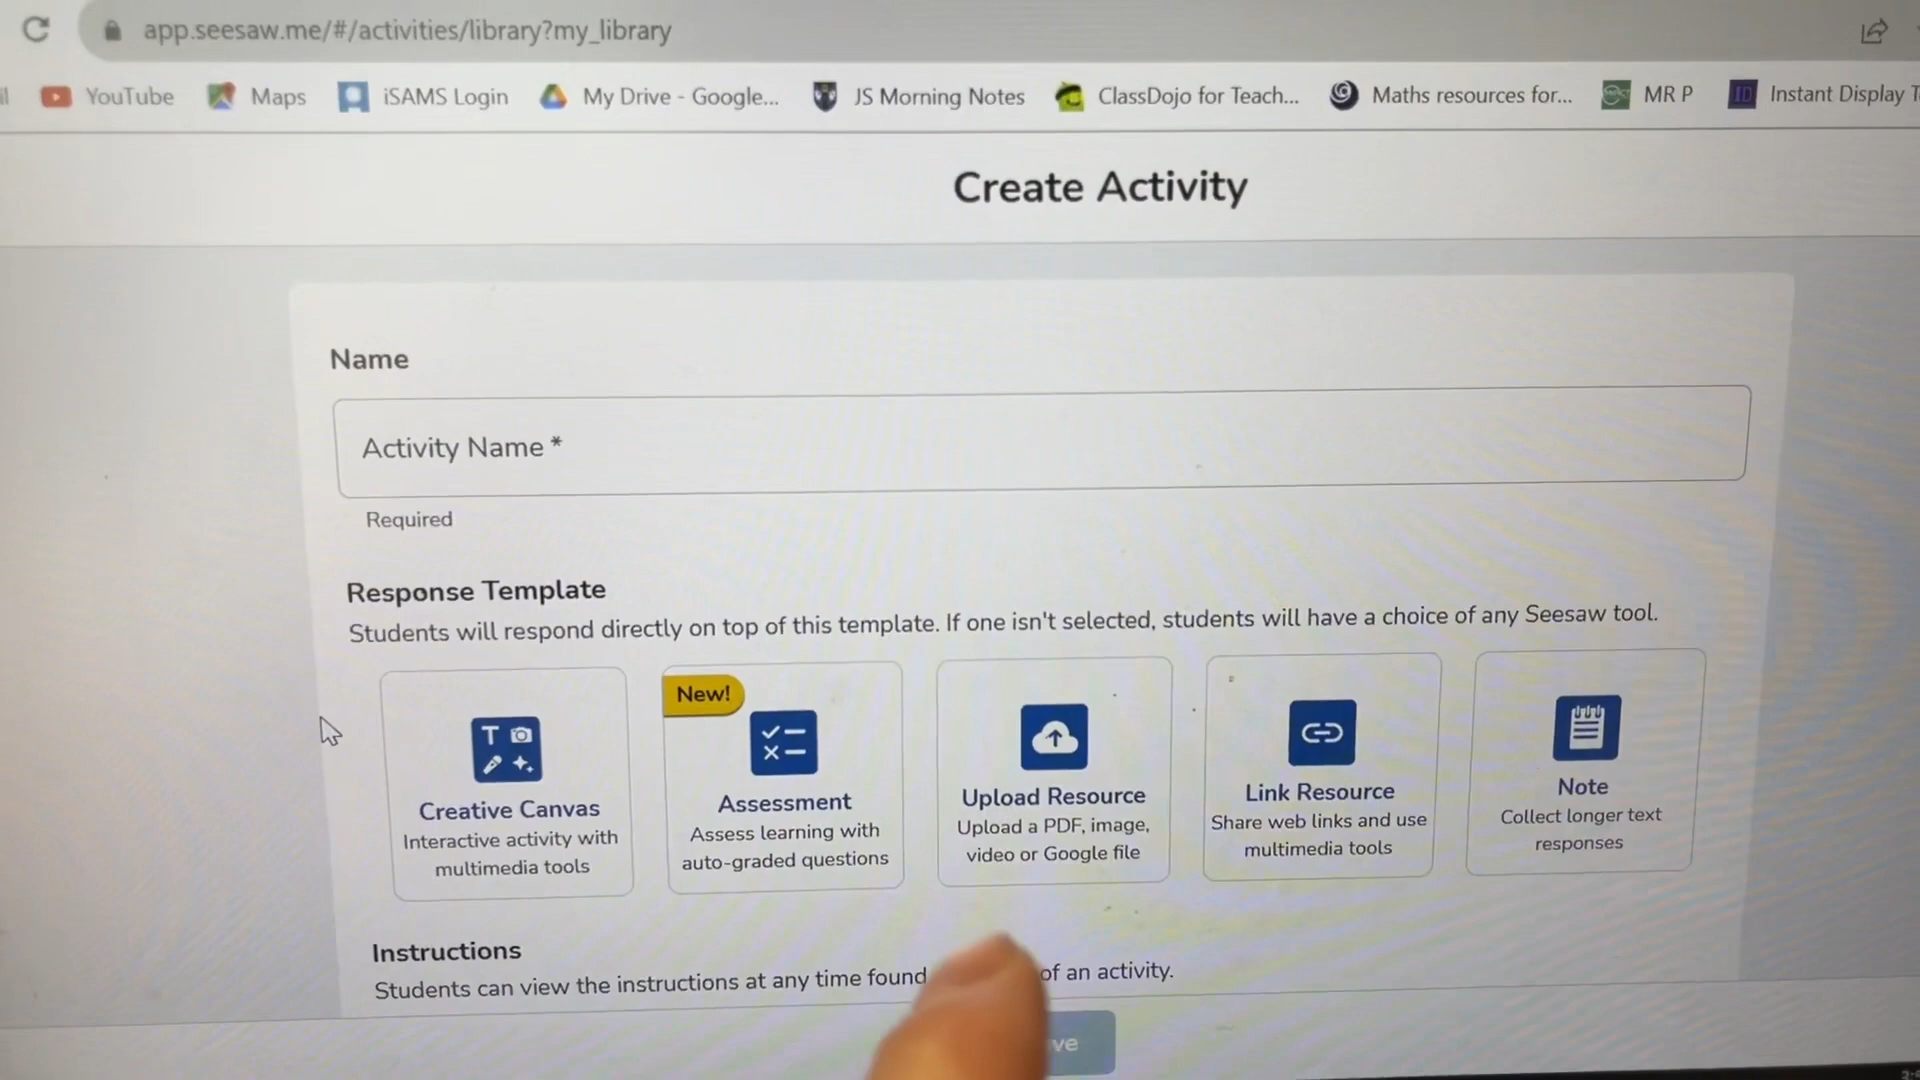 app.seesaw.me/#/activities/library?my_library
YouTube Maps iSAMS Login My Drive - Google... JS Morning Notes ClassDojo for Teach... Maths resources for... MR P Instant Display
Create Activity
Name
Activity Name *
Required
Response Template
Students will respond directly on top of this template. If one isn't selected, students will have a choice of any Seesaw tool.
New!
Creative Canvas
Interactive activity with
multimedia tools
Assessment
Assess learning with
auto-graded questions
Upload Resource
Upload a PDF, image,
video or Google file
Link Resource
Share web links and use
multimedia tools
Note
Collect longer text
responses
Instructions
Students can view the instructions at any time found of an activity.
ve